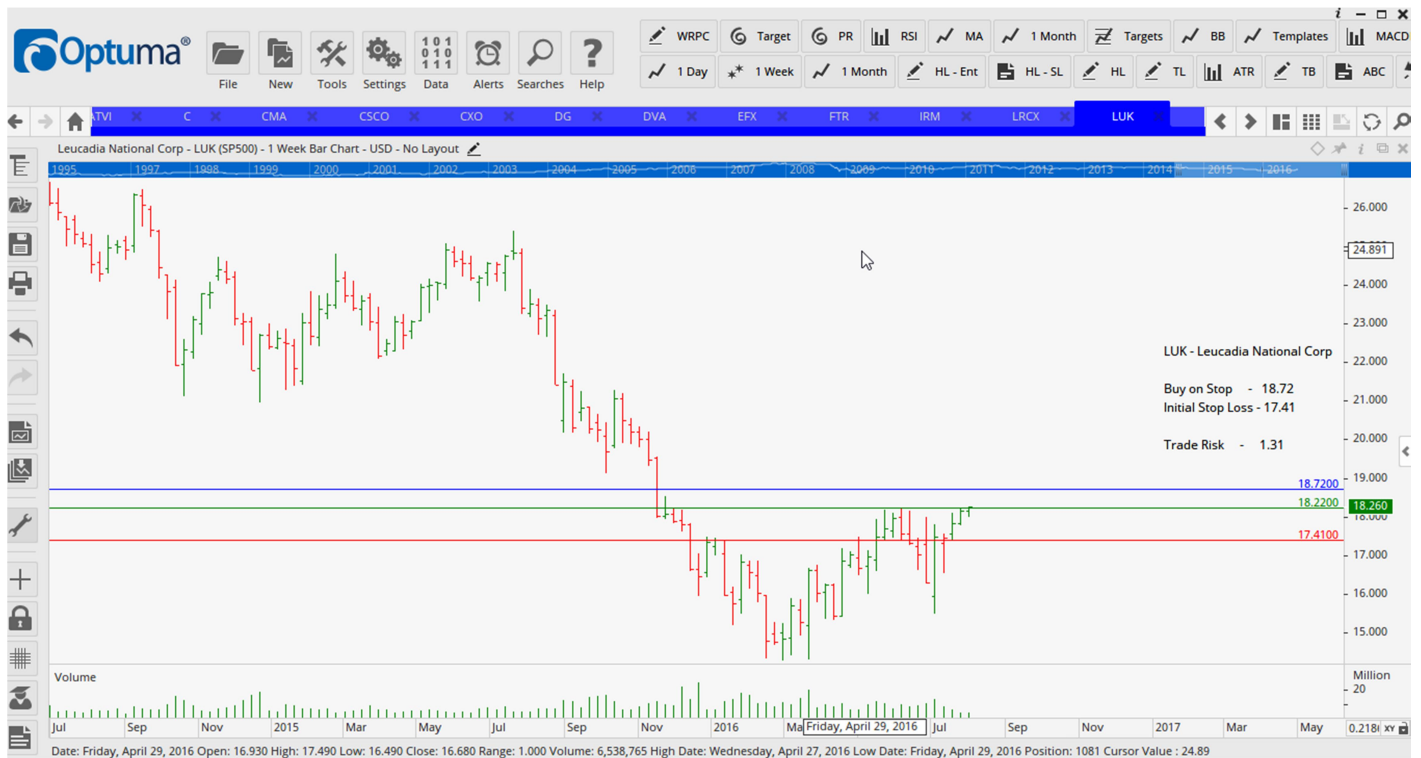 Optuma®
File New Tools Settings Data Alerts Searches Help
WRPC Target PR RSI MA 1 Month Targets BB Templates MACD
1 Day 1 Week 1 Month HL - Ent HL - SL HL TL ATR TB ABC
TVI C CMA CSCO CXO DG DVA EFX FTR IRM LRCX LUK
Leucadia National Corp - LUK (SP500) - 1 Week Bar Chart - USD - No Layout
1995 1997 1998 1999 2000 2001 2002 2003 2004 2005 2006 2007 2008 2009 2010 2011 2012 2013 2014 2015 2016
26.000
24.891
24.000
23.000
LUK - Leucadia National Corp
22.000
Buy on Stop - 18.72
21.000
Initial Stop Loss - 17.41
20.000
Trade Risk - 1.31
19.000
18.7200
18.2200
18.260
18.000
17.4100
17.000
16.000
15.000
Volume
Million
20
Jul Sep Nov 2015 Mar May Jul Sep Nov 2016 Ma Friday, April 29, 2016 Jul Sep Nov 2017 Mar May 0.218 XY
Date: Friday, April 29, 2016 Open: 16.930 High: 17.490 Low: 16.490 Close: 16.680 Range: 1.000 Volume: 6,538,765 High Date: Wednesday, April 27, 2016 Low Date: Friday, April 29, 2016 Position: 1081 Cursor Value : 24.89